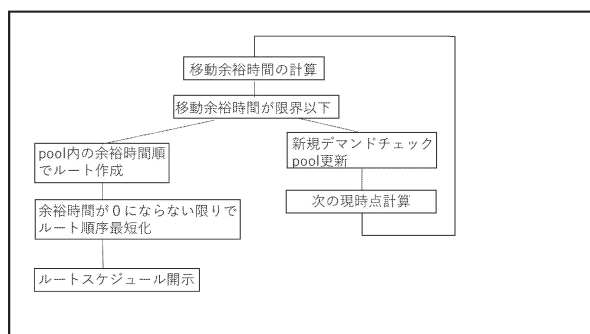 移動余裕時間の計算
移動余裕時間が限界以下
pool内の余裕時間順
でルート作成
余裕時間が０にならない限りで
ルート順序最短化
ルートスケジュール開示
新規デマンドチェック
pool更新
次の現時点計算